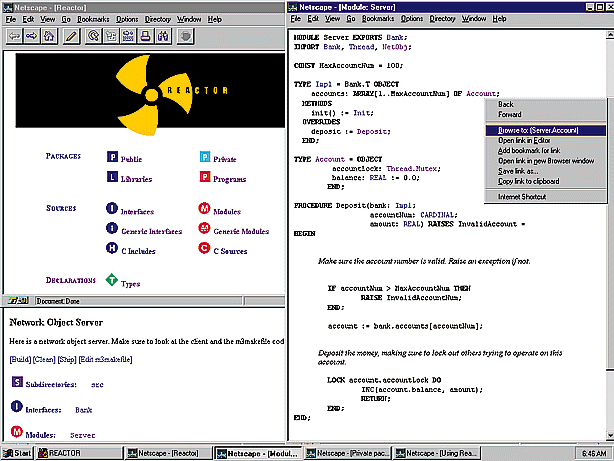 Netscape - [Reactor]
File Edit View Go Bookmarks Options Directory Window Help
REACTOR
PACKAGES
P Public
P Private
L Libraries
P Programs
SOURCES
I Interfaces
M Modules
I Generic Interfaces
M Generic Modules
H C Includes
C C Sources
DECLARATIONS
T Types
Document: Done
Network Object Server
Here is a network object server. Make sure to look at the client and the m3makefile cod
[Build] [Clean] [Ship] [Edit m3makefile]
S Subdirectories: src
I Interfaces: Bank
M Modules: Server
Netscape - [Module: Server]
File Edit View Go Bookmarks Options Directory Window Help
MODULE Server EXPORTS Bank;
IMPORT Bank, Thread, NetObj;
CONST MaxAccountNum = 100;
TYPE Impl = Bank.T OBJECT
accounts: ARRAY[1..MaxAccountNum] OF Account;
METHODS
init() := Init;
OVERRIDES
deposit := Deposit;
END;
TYPE Account = OBJECT
accountLock: Thread.Mutex;
balance: REAL := 0.0;
END;
PROCEDURE Deposit(bank: Impl;
accountNum: CARDINAL;
amount: REAL) RAISES InvalidAccount =
BEGIN
Make sure the account number is valid. Raise an exception if not.
IF accountNum > MaxAccountNum THEN
RAISE InvalidAccountNum;
END;
account := bank.accounts[accountNum];
Deposit the money, making sure to lock out others trying to operate on this
account.
LOCK account.accountLock DO
INC(account.balance, amount);
RETURN;
END;
END;
Back
Forward
Browse to: (Server.Account)
Open link in Editor
Add bookmark for link
Open link in new Browser window
Save link as...
Copy link to clipboard
Internet Shortcut
Start
REACTOR
Netscape - [Reactor]
Netscape - [Modul...
Netscape - [Private pac...
Netscape - [Using Rea...
6:46 AM